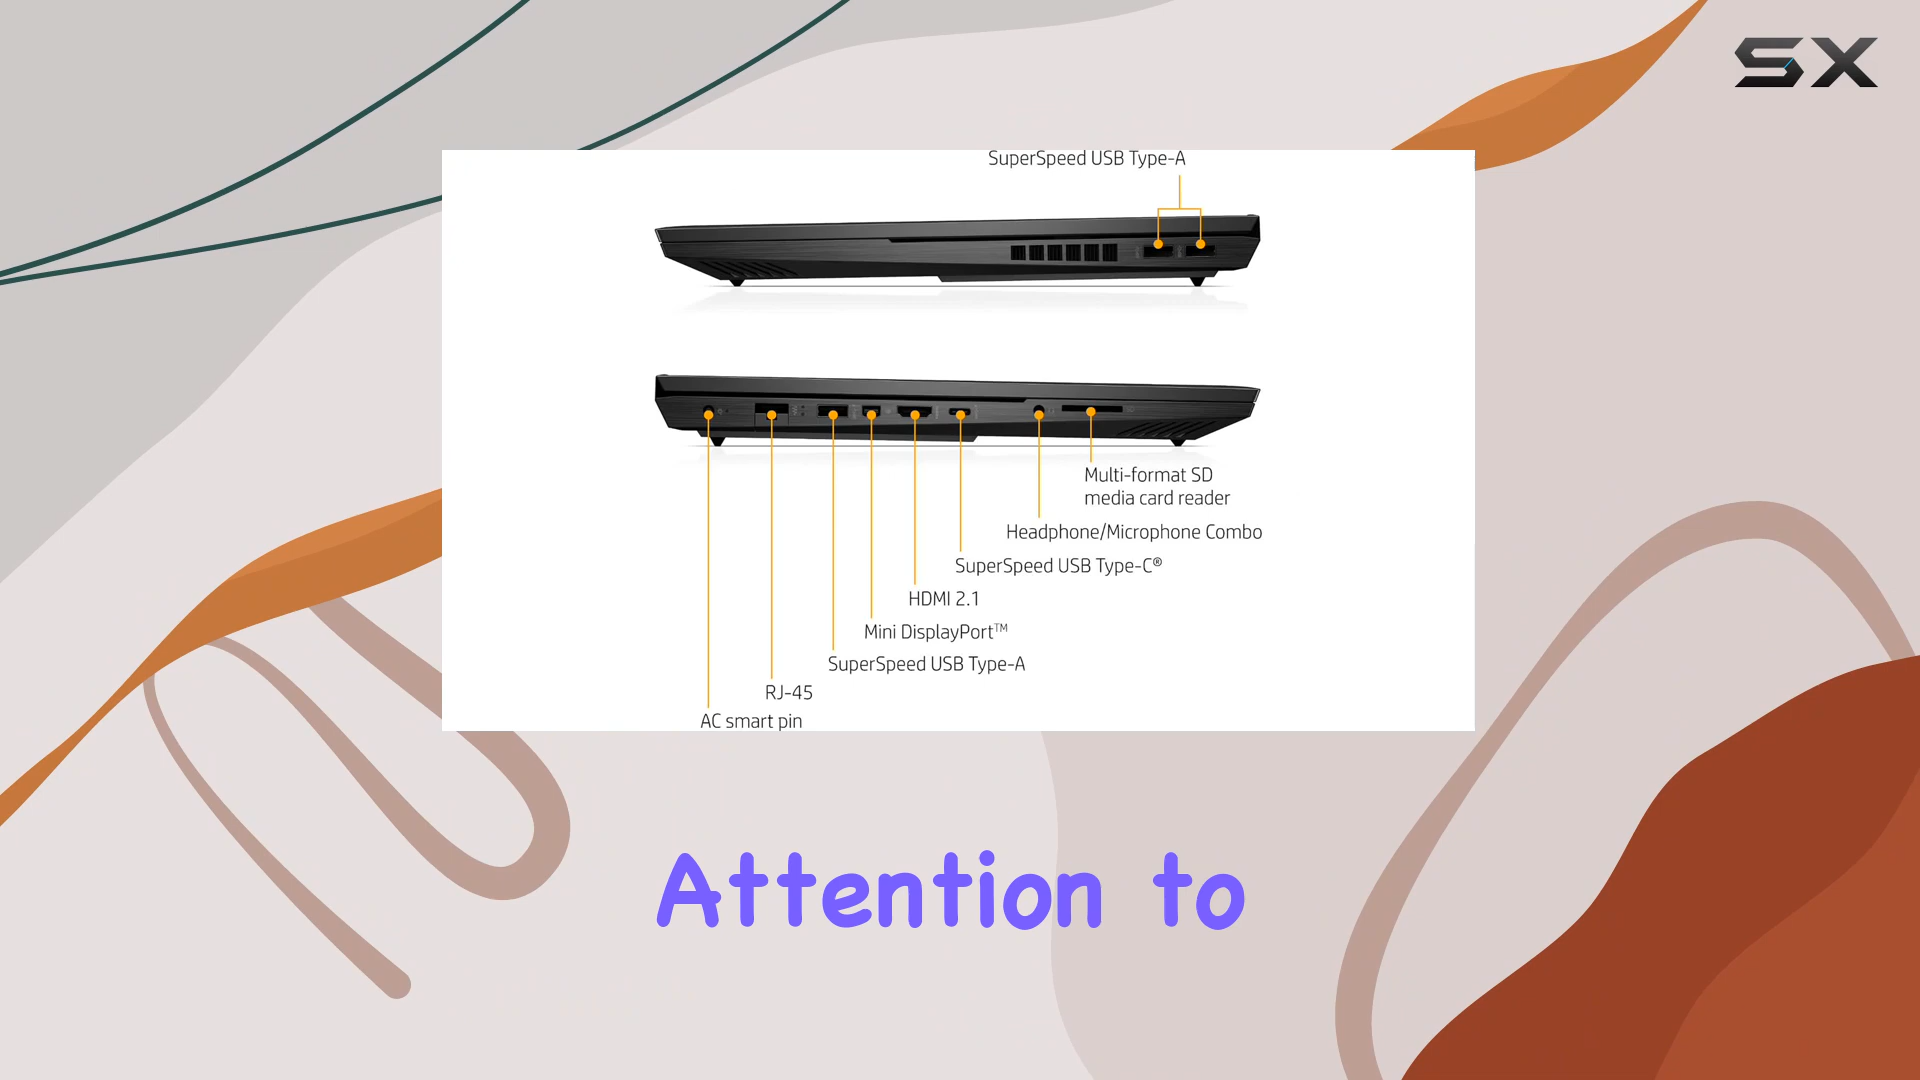 SX
SuperSpeed USB Type-A
Multi-format SD
media card reader
Headphone/Microphone Combo
SuperSpeed USB Type-C®
HDMI 2.1
Mini DisplayPort™
SuperSpeed USB Type-A
RJ-45
AC smart pin
Attention to